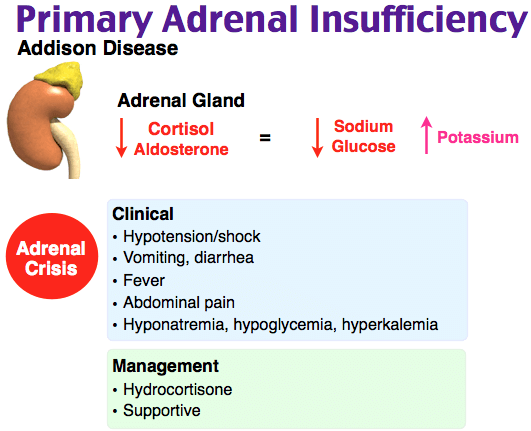 Primary Adrenal Insufficiency
Addison Disease
Adrenal Gland
Cortisol
Aldosterone
=
Sodium
Glucose
Potassium
Adrenal
Crisis
Clinical
• Hypotension/shock
• Vomiting, diarrhea
• Fever
• Abdominal pain
• Hyponatremia, hypoglycemia, hyperkalemia
Management
• Hydrocortisone
• Supportive